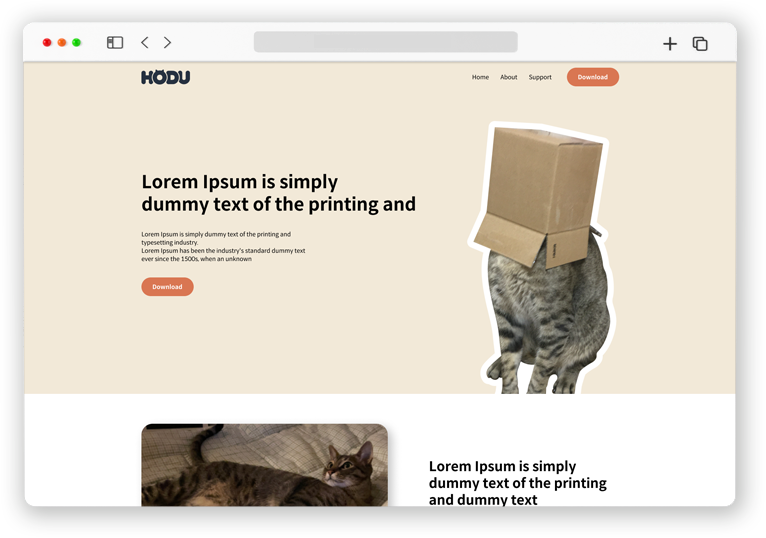 HODU
Home About Support Download
Lorem Ipsum is simply
dummy text of the printing and
Lorem Ipsum is simply dummy text of the printing and
typesetting industry.
Lorem Ipsum has been the industry's standard dummy text
ever since the 1500s, when an unknown
Download
Lorem Ipsum is simply
dummy text of the printing
and dummy text